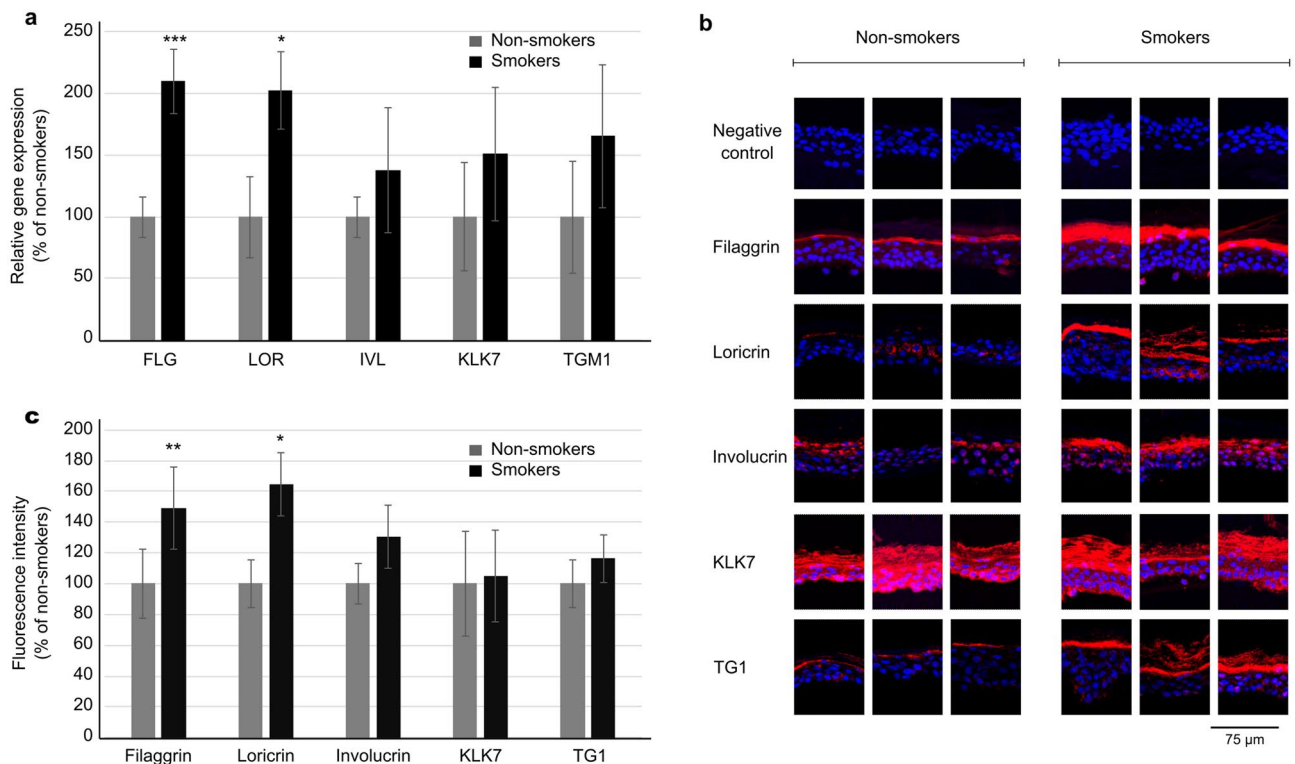 a
250
200
150
100
50
0
Relative gene expression
(% of non-smokers)
***
*
Non-smokers
Smokers
FLG LOR IVL KLK7 TGM1
b
Non-smokers Smokers
Negative
control
Filaggrin
Loricrin
Involucrin
KLK7
TG1
75 µm
c
200
180
160
140
120
100
80
60
40
20
0
Fluorescence intensity
(% of non-smokers)
**
*
Non-smokers
Smokers
Filaggrin Loricrin Involucrin KLK7 TG1